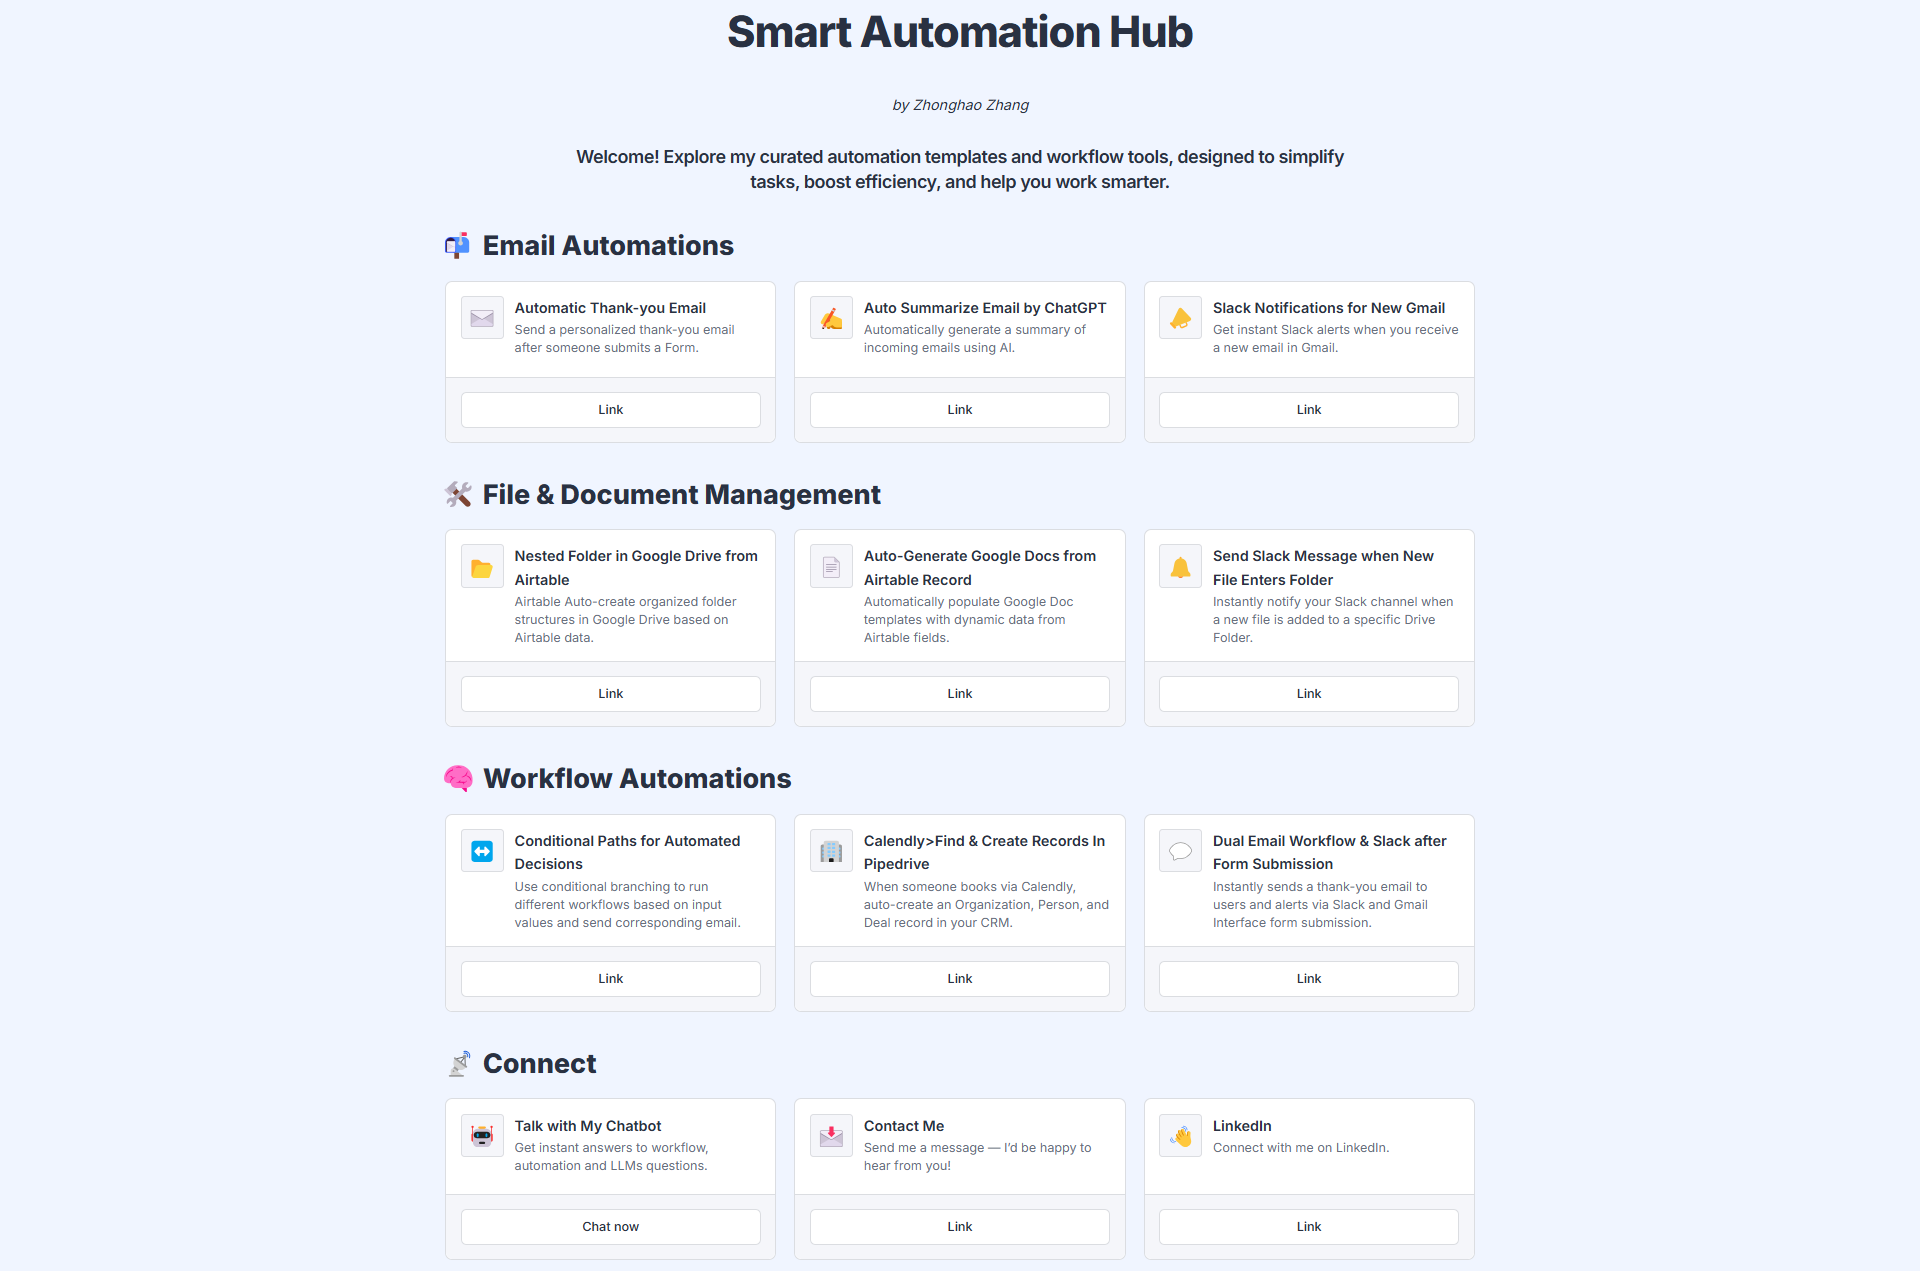 Smart Automation Hub
by Zhonghao Zhang
Welcome! Explore my curated automation templates and workflow tools, designed to simplify
tasks, boost efficiency, and help you work smarter.
Email Automations
Automatic Thank-you Email
Send a personalized thank-you email
after someone submits a Form.
Link
Auto Summarize Email by ChatGPT
Automatically generate a summary of
incoming emails using AI.
Link
Slack Notifications for New Gmail
Get instant Slack alerts when you receive
a new email in Gmail.
Link
File & Document Management
Nested Folder in Google Drive from
Airtable
Airtable Auto-create organized folder
structures in Google Drive based on
Airtable data.
Link
Auto-Generate Google Docs from
Airtable Record
Automatically populate Google Doc
templates with dynamic data from
Airtable fields.
Link
Send Slack Message when New
File Enters Folder
Instantly notify your Slack channel when
a new file is added to a specific Drive
Folder.
Link
Workflow Automations
Conditional Paths for Automated
Decisions
Use conditional branching to run
different workflows based on input
values and send corresponding email.
Link
Calendly>Find & Create Records In
Pipedrive
When someone books via Calendly,
auto-create an Organization, Person, and
Deal record in your CRM.
Link
Dual Email Workflow & Slack after
Form Submission
Instantly sends a thank-you email to
users and alerts via Slack and Gmail
Interface form submission.
Link
Connect
Talk with My Chatbot
Get instant answers to workflow,
automation and LLMs questions.
Chat now
Contact Me
Send me a message — I'd be happy to
hear from you!
Link
LinkedIn
Connect with me on LinkedIn.
Link